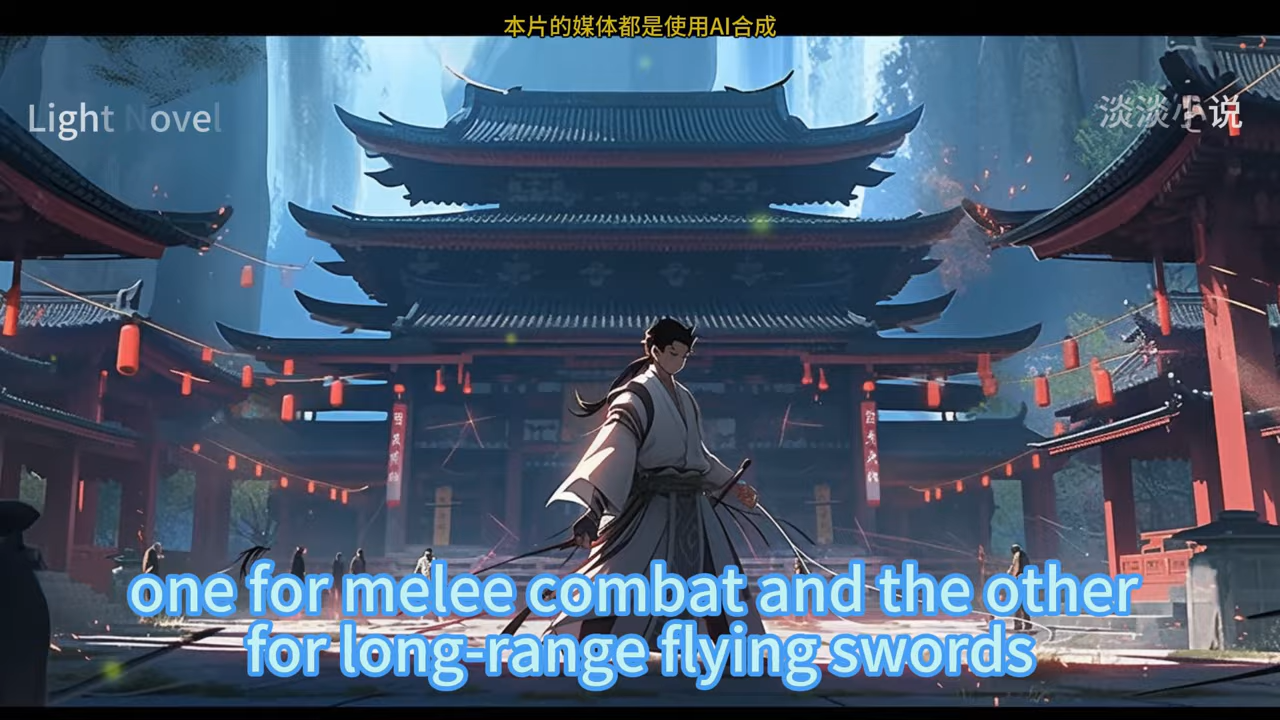 本片的媒体都是使用AI合成
Light Novel
淡淡小说
one for melee combat and the other
for long-range flying swords